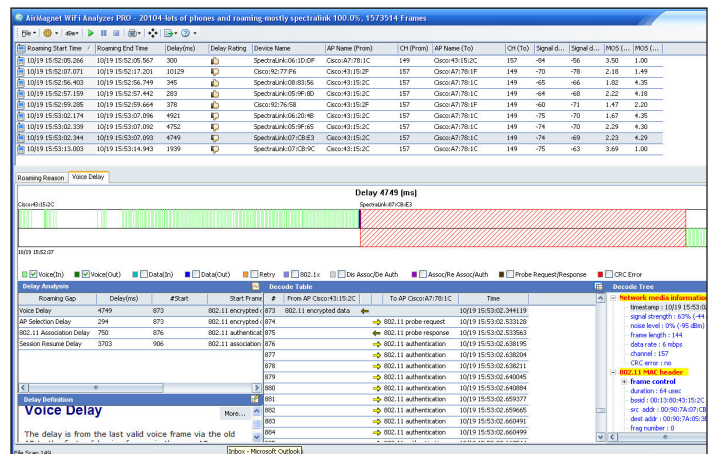 AirMagnet WiFi Analyzer PRO - 20104-lots of phones and roaming-mostly spectralink 100.0%, 1573514 Frames
File dBm
Roaming Start Time / Roaming End Time Delay(ms) Delay Rating Device Name AP Name (From) CH (From) AP Name (To) CH (To) Signal d... Signal d... MOS (... MOS (...
10/19 15:52:05.266 10/19 15:52:05.567 300 SpectraLink:06:1D:DF Cisco:A7:78:1C 149 Cisco:43:15:2C 157 -84 -56 3.50 1.00
10/19 15:52:07.071 10/19 15:52:17.201 10129 Cisco:92:77:F6 Cisco:43:15:2F 157 Cisco:A7:78:1F 149 -70 -78 2.18 1.49
10/19 15:52:56.403 10/19 15:52:56.749 345 SpectraLink:08:83:56 Cisco:43:15:2C 157 Cisco:A7:78:1C 149 -65 -66 1.82 4.35
10/19 15:52:57.159 10/19 15:52:57.442 283 SpectraLink:05:9F:8D Cisco:43:15:2C 157 Cisco:A7:78:1C 149 -64 -68 2.22 4.18
10/19 15:52:59.285 10/19 15:52:59.664 378 Cisco:92:76:58 Cisco:43:15:2F 157 Cisco:A7:78:1F 149 -60 -71 1.47 2.20
10/19 15:53:02.174 10/19 15:53:07.096 4921 SpectraLink:06:20:4B Cisco:43:15:2C 157 Cisco:A7:78:1C 149 -75 -70 1.67 4.35
10/19 15:53:02.339 10/19 15:53:07.092 4752 SpectraLink:05:9F:65 Cisco:43:15:2C 157 Cisco:A7:78:1C 149 -74 -70 2.29 4.30
10/19 15:53:02.344 10/19 15:53:07.093 4749 SpectraLink:07:CB:E3 Cisco:43:15:2C 157 Cisco:A7:78:1C 149 -74 -69 2.23 4.29
10/19 15:53:13.003 10/19 15:53:14.943 1939 SpectraLink:07:CB:9C Cisco:43:15:2C 157 Cisco:A7:78:1C 149 -75 -63 3.69 1.00
Roaming Reason Voice Delay
Delay 4749 (ms)
Cisco:43:15:2C SpectraLink:07:CB:E3
10/19 15:52:07
Voice(In) Voice(Out) Data(In) Data(Out) Retry 802.1x Dis Assoc/De Auth Assoc/Re Assoc/Auth Probe Request/Response CRC Error
Delay Analysis Decode Table Decode Tree
Roaming Gap Delay(ms) #Start Start Frame # From AP Cisco:43:15:2C To AP Cisco:A7:78:1C Time
Voice Delay 4749 873 802.11 encrypted
AP Selection Delay 294 873 802.11 encrypted
802.11 Association Delay 750 876 802.11 authenticat
Session Resume Delay 3703 906 802.11 association
873 802.11 encrypted data 10/19 15:53:02.344119
874 802.11 probe request 10/19 15:53:02.533128
875 802.11 probe response 10/19 15:53:02.533563
876 802.11 authentication 10/19 15:53:02.638195
877 802.11 authentication 10/19 15:53:02.638204
878 802.11 authentication 10/19 15:53:02.638211
879 802.11 authentication 10/19 15:53:02.640045
880 802.11 authentication 10/19 15:53:02.640884
881 802.11 authentication 10/19 15:53:02.659377
882 802.11 authentication 10/19 15:53:02.659665
883 802.11 authentication 10/19 15:53:02.660491
884 802.11 authentication 10/19 15:53:02.660499
Network media information
timestamp : 10/19 15:53:0
signal strength : 63% (-44
noise level : 0% (-95 dBm)
frame length : 144
data rate : 6 mbps
channel : 157
CRC error : no
802.11 MAC header
frame control
duration : 64 usec
bssid : 00:13:80:43:15:2C
src addr : 00:90:7A:07:CB
dest addr : 00:90:7A:05:3
frag number : 0
Delay Definition
Voice Delay
More...
The delay is from the last valid voice frame via the old
File Scan 149
Inbox - Microsoft Outlook